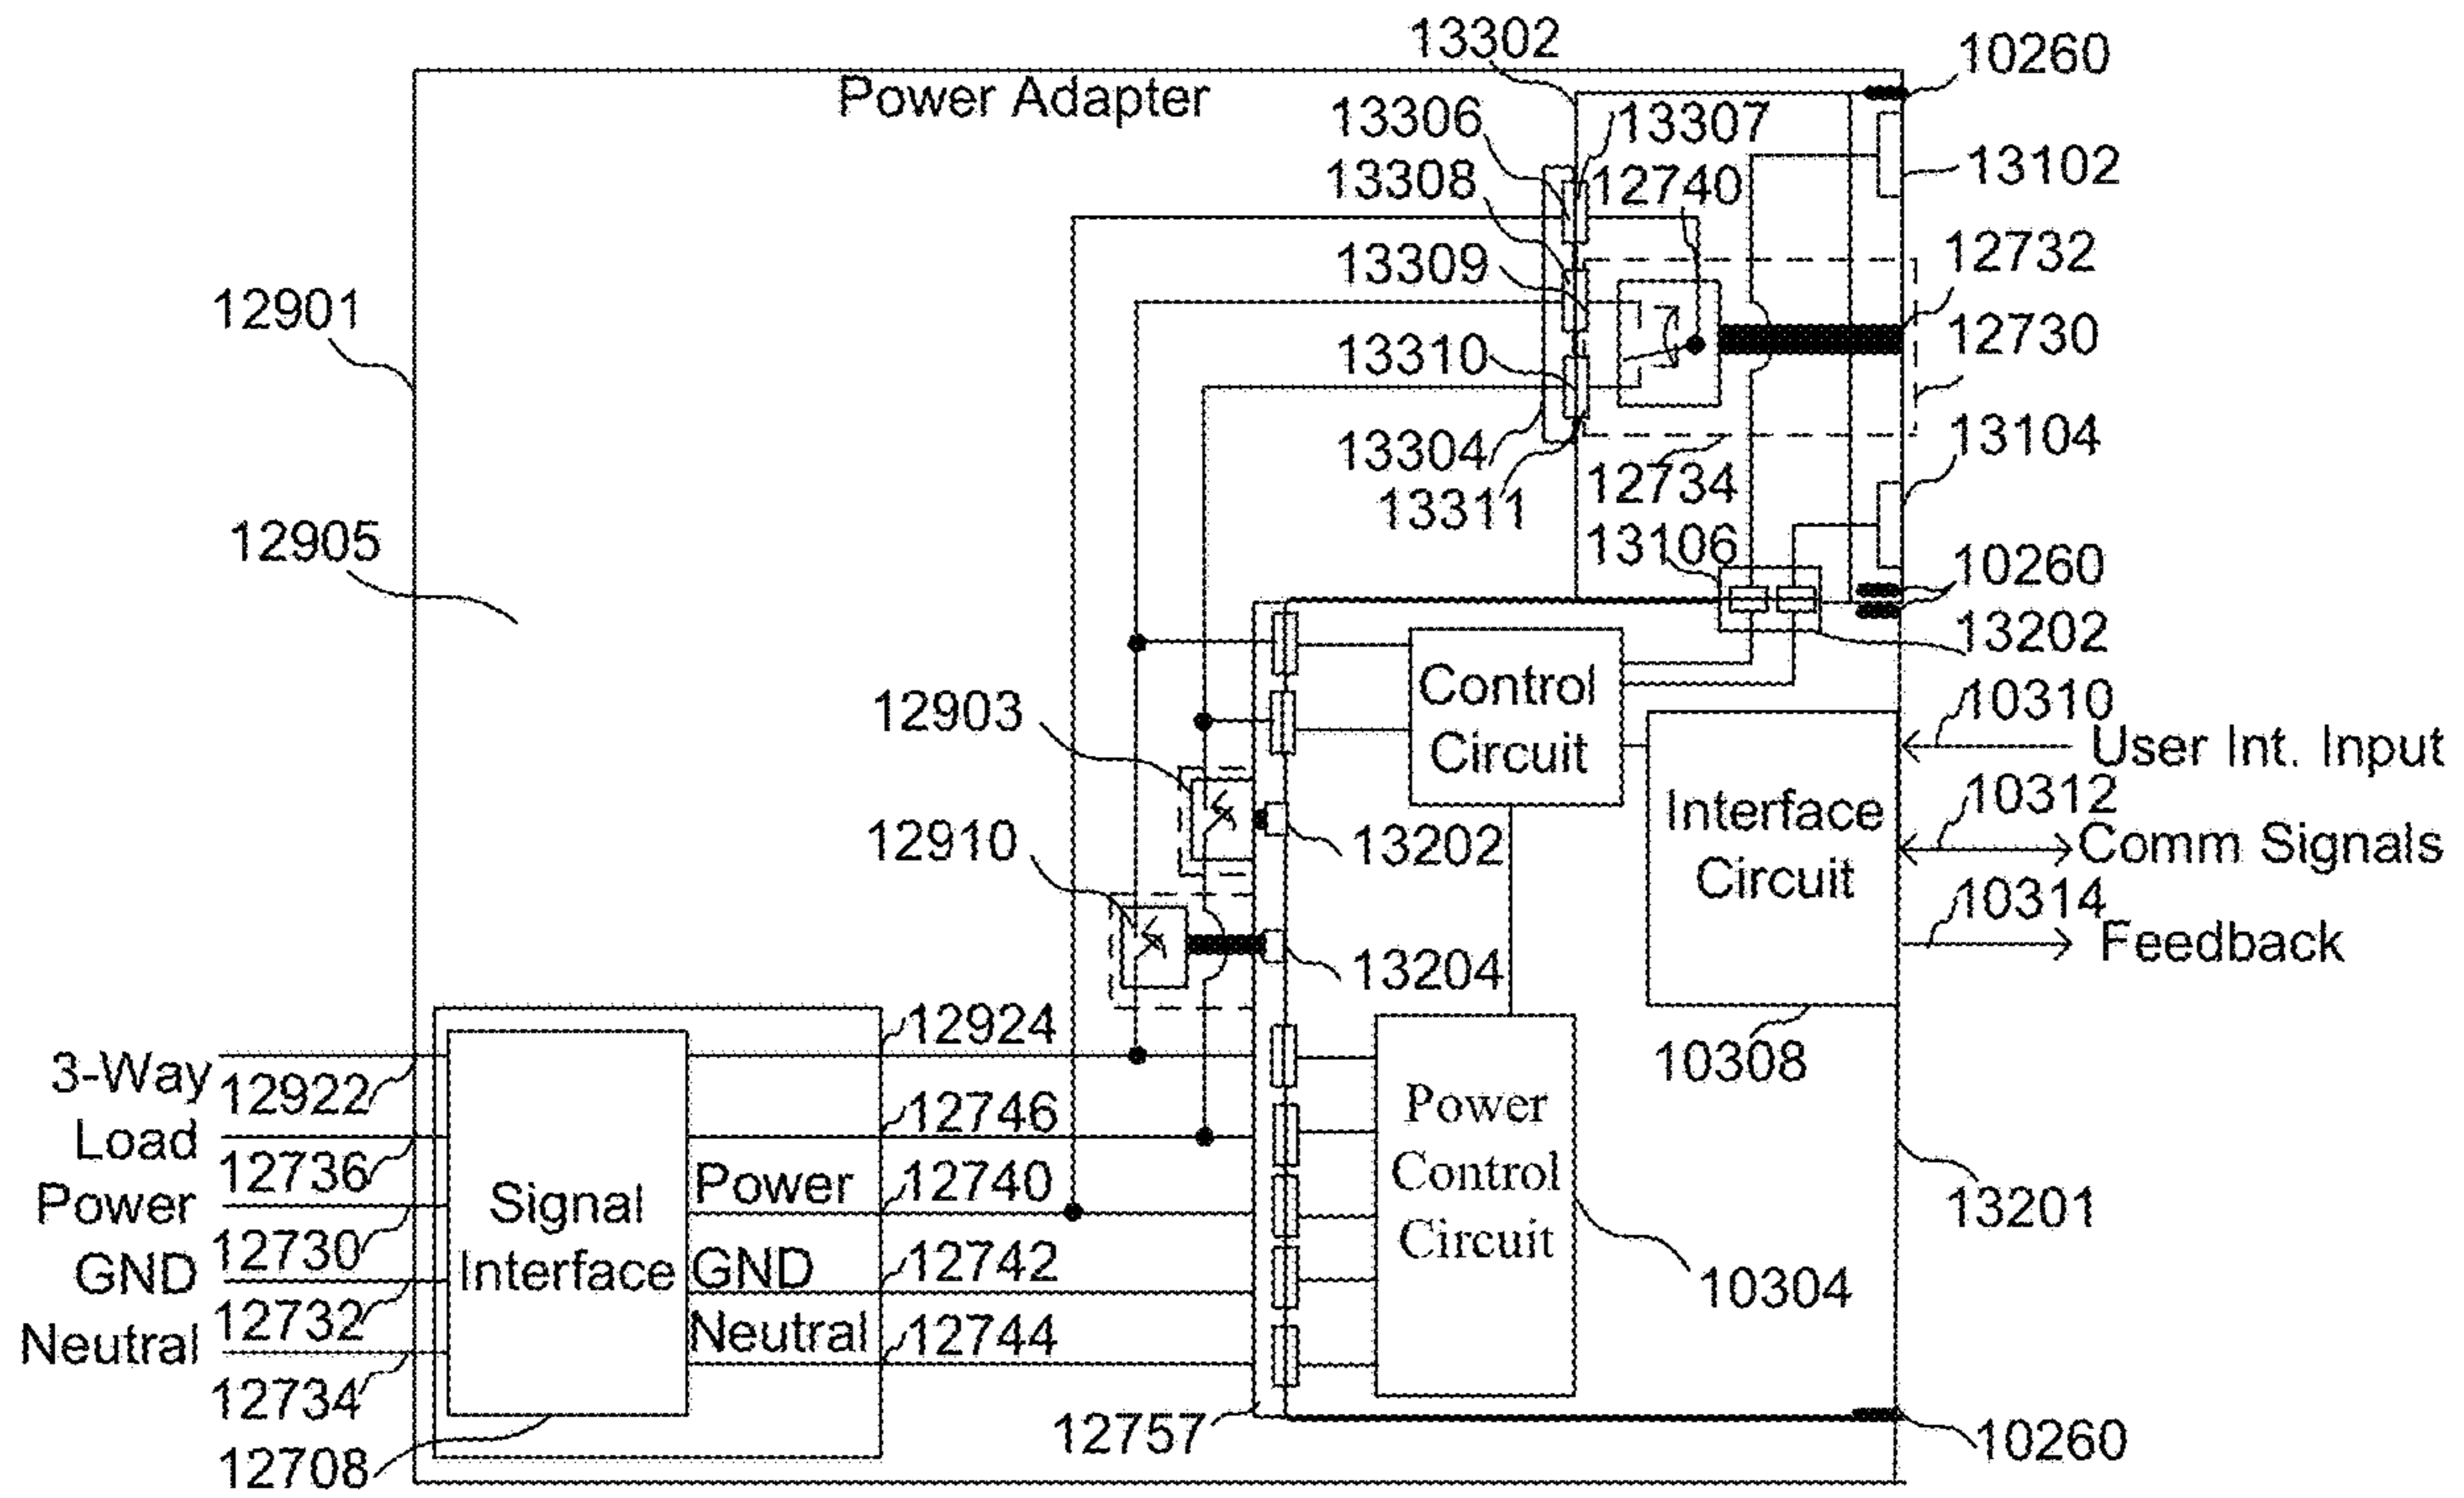 13302
10260
Power Adapter
13306
13307
13102
13308
12740
12732
13309
12901
12730
13310
13104
13304
12734
13311
12905
13106
10260
13202
Control
Circuit
12903
10310
User Int. Input
Interface
Circuit
10312
12910
13202
Comm Signals
10314
Feedback
13204
12924
10308
3-Way
12922
Power
Control
Circuit
12746
Load
12736
Power
12740
Signal
Interface
13201
Power
12730
GND
12742
10304
GND
12732
Neutral
12744
Neutral
12734
12757
10260
12708